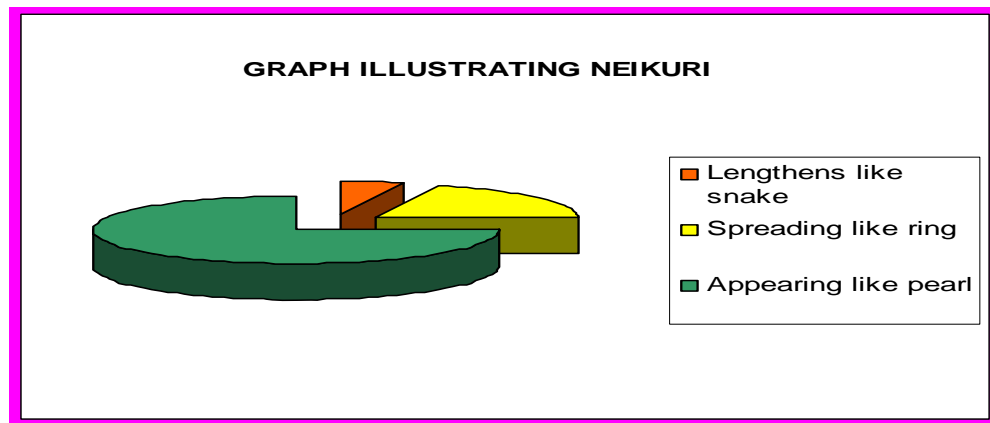 GRAPH ILLUSTRATING NEIKURI
Lengthens like
snake
Spreading like ring
Appearing like pearl